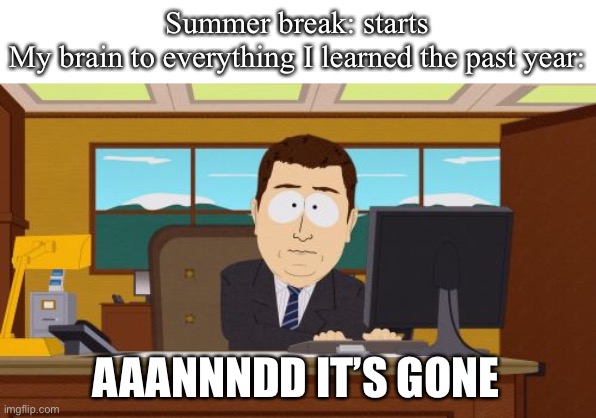 Summer break: starts
My brain to everything I learned the past year:
AAANNNDD IT’S GONE
imgflip.com